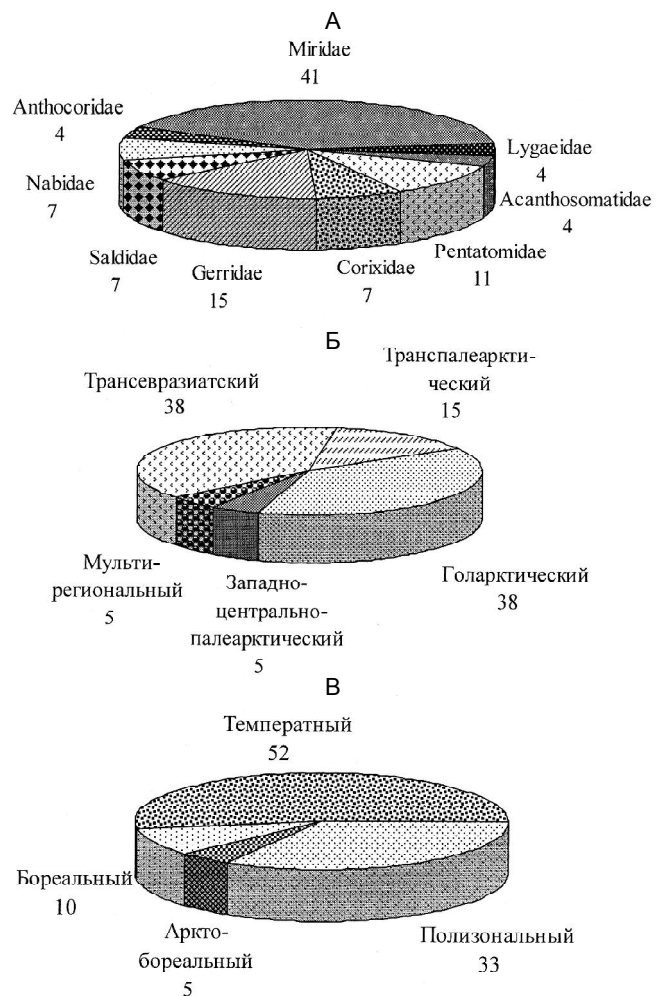 А
Miridae
41
Anthocoridae
4
Lygaeidae
4
Nabidae
7
Acanthosomatidae
4
Saldidae
7
Gerridae
15
Corixidae
7
Pentatomidae
11
Б
Трансевразиатский
38
Транспалеаркти-
ческий
15
Мульти-
региональный
5
Западно-
центрально-
палеарктический
5
Голарктический
38
В
Температный
52
Бореальный
10
Аркто-
бореальный
5
Полизональный
33